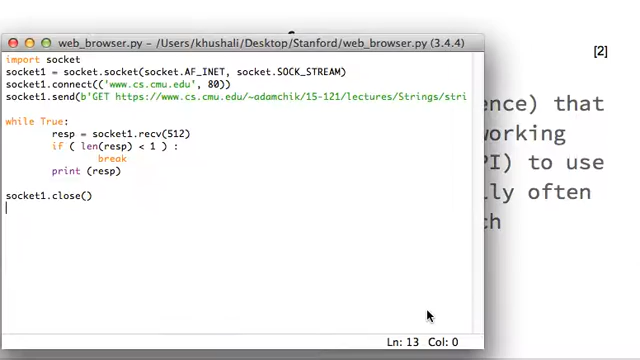 web_browser.py – /Users/khushali/Desktop/Stanford/web_browser.py (3.4.4)
[2]
import socket
socket1 = socket.socket(socket.AF_INET, socket.SOCK_STREAM)
socket1.connect(('www.cs.cmu.edu', 80))
socket1.send(b'GET https://www.cs.cmu.edu/~adamchik/15-121/lectures/Strings/stri
while True:
resp = socket1.recv(512)
if ( len(resp) < 1 ) :
break
print (resp)
socket1.close()
ence) that
working
PI) to use
lly often
ch
Ln: 13 Col: 0